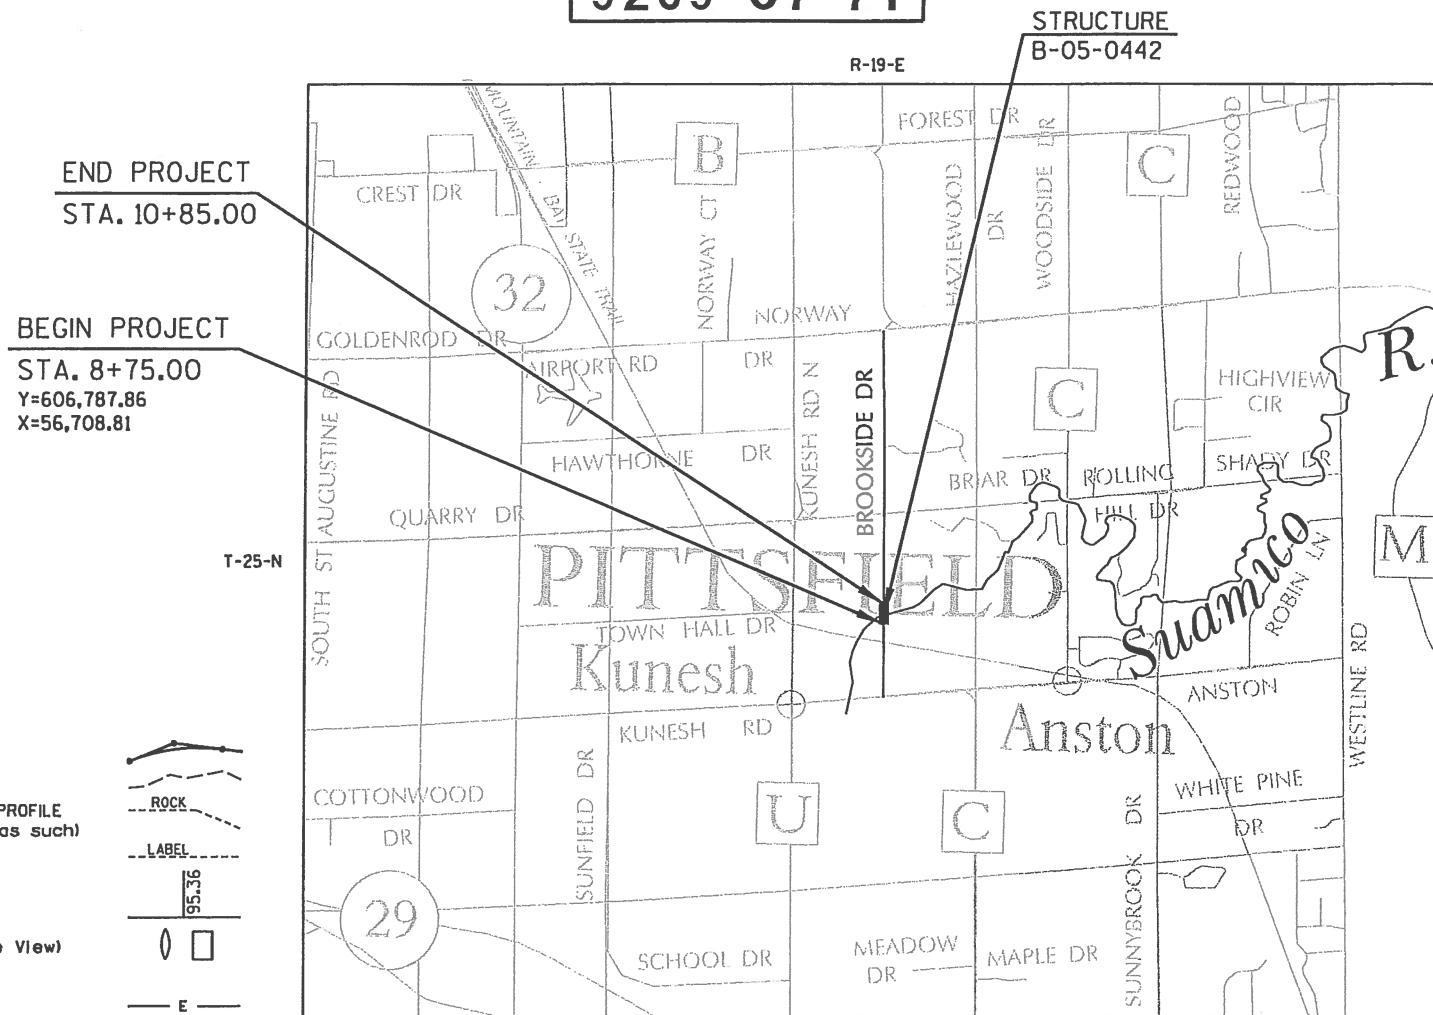 STRUCTURE
B-05-0442
R-19-E
END PROJECT
STA. 10+85.00
BEGIN PROJECT
STA. 8+75.00
Y=606,787.86
X=56,708.81
T-25-N
MOUNTAIN - BAY STATE TRAIL
B
FOREST DR
C
REDWOOD
CREST DR
NORWAY CT
HAZLEWOOD
DR
WOODSIDE DR
32
GOLDENROD DR
NORWAY
DR
AIRPORT RD
KUNESH RD N
BROOKSIDE DR
C
HIGHVIEW
CIR
R.
SOUTH ST AUGUSTINE RD
HAWTHORNE DR
BRIAR DR
ROLLING
HILL DR
SHADY DR
QUARRY DR
PITTSFIELD
M
Suamico
ROBIN LN
TOWN HALL DR
Kunesh
ANSTON
WESTLINE RD
KUNESH RD
Anston
SUNFIELD DR
COTTONWOOD
DR
U
C
WHITE PINE
DR
SUNNYBROOK DR
29
SCHOOL DR
MEADOW
DR
MAPLE DR
PROFILE
as such)
ROCK
LABEL
95.36
View)
E